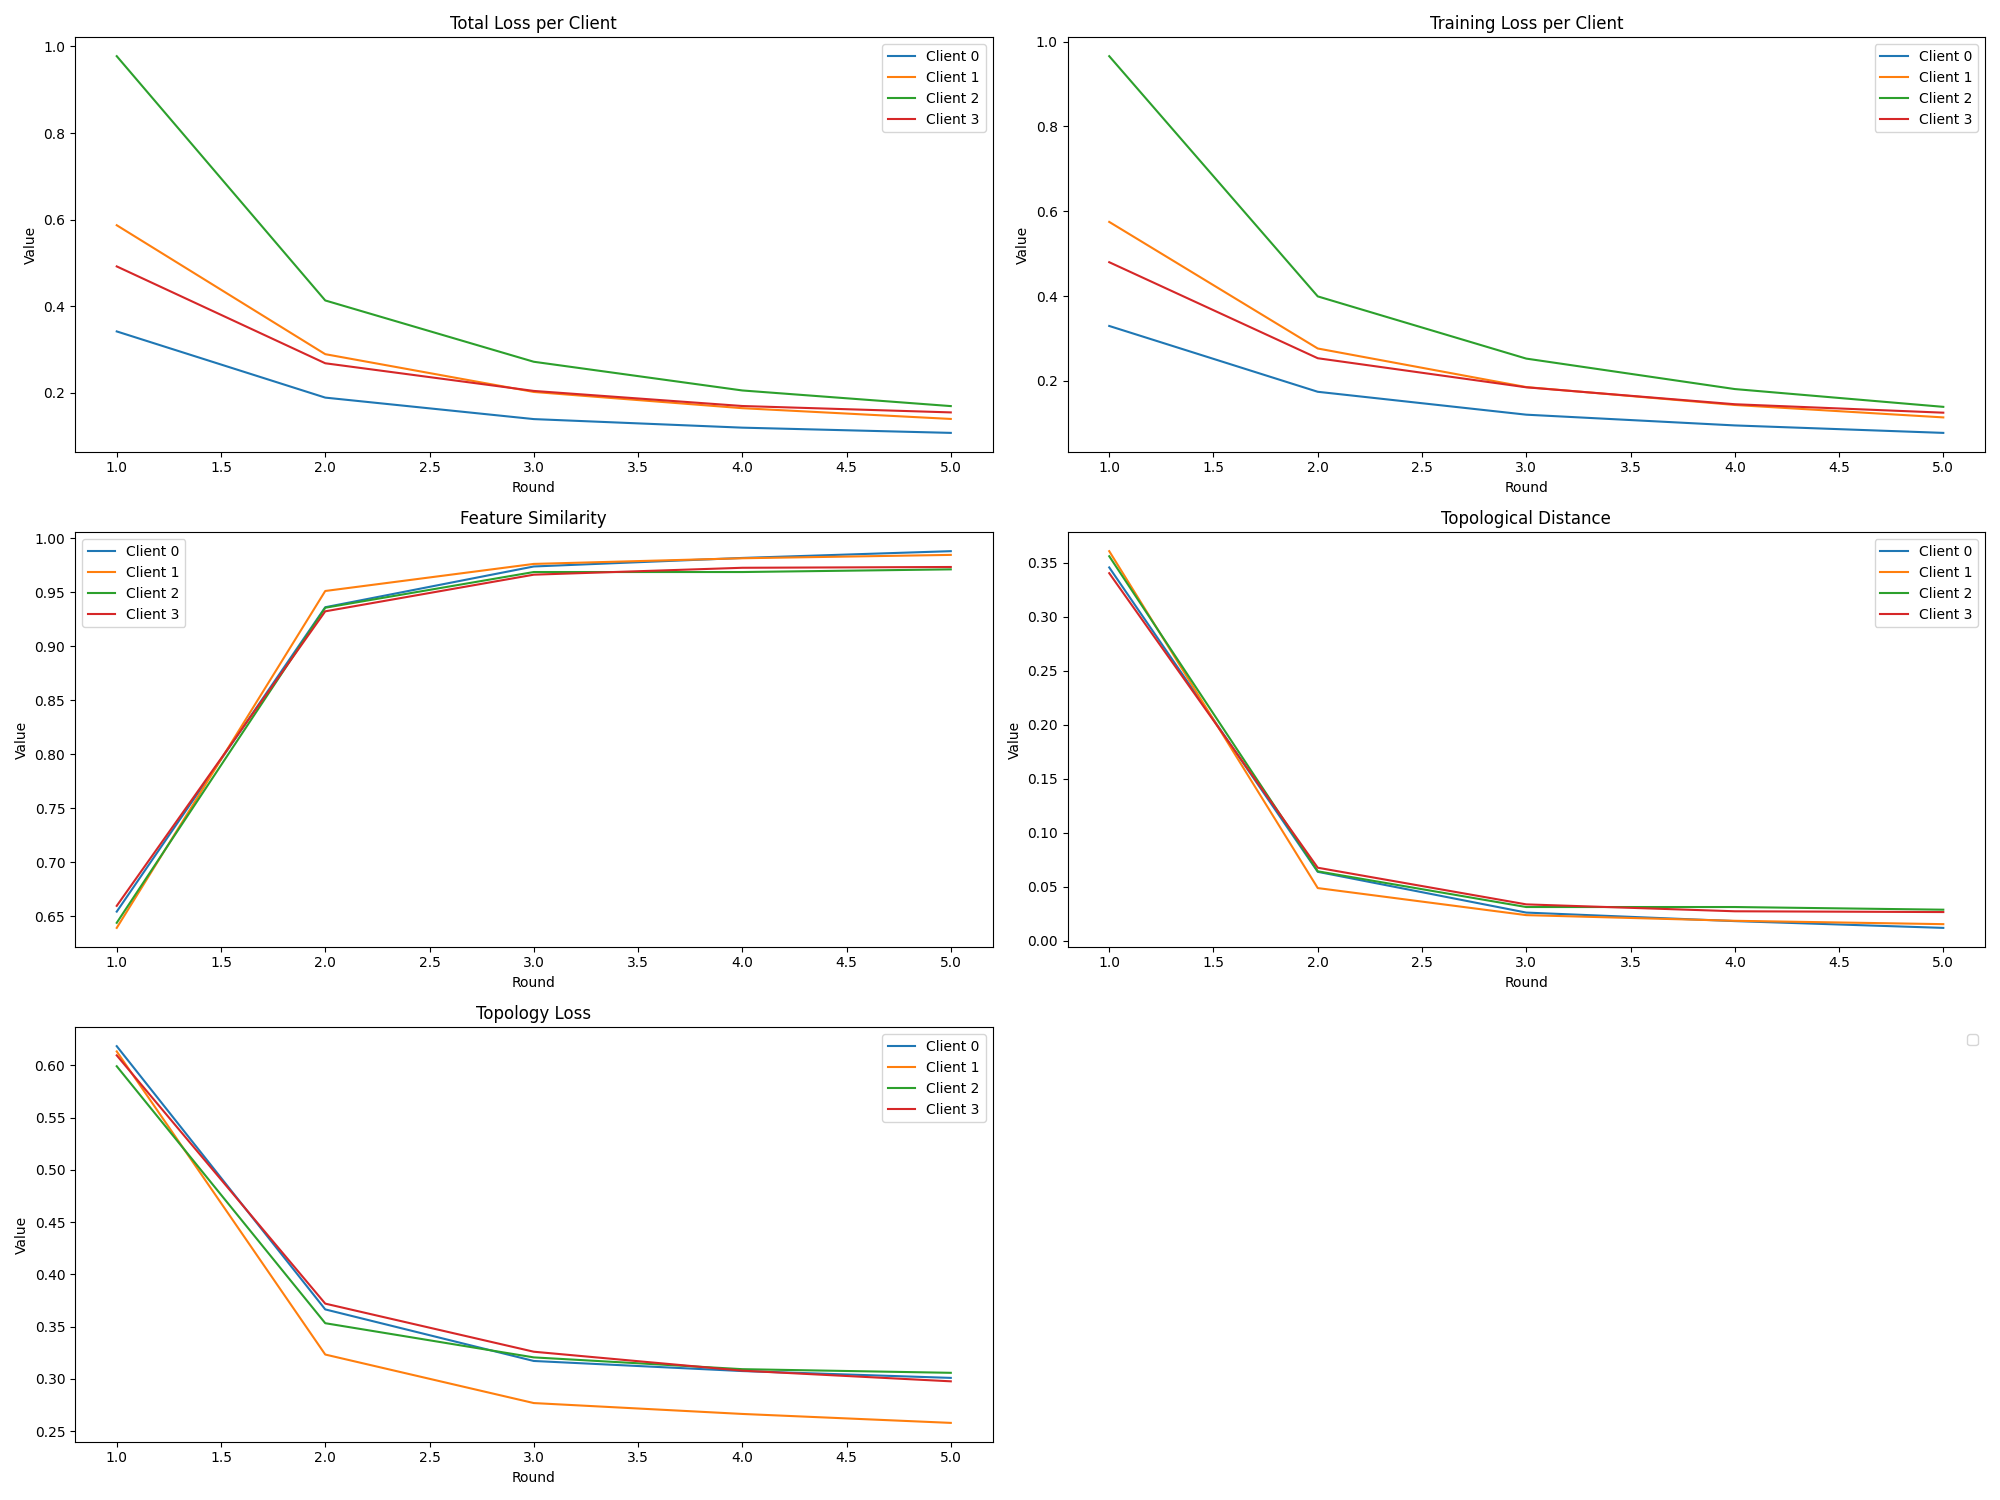 Total Loss per Client
1.0
0.8
0.6
0.4
0.2
Value
Client 0
Client 1
Client 2
Client 3
1.0 1.5 2.0 2.5 3.0 3.5 4.0 4.5 5.0
Round
Training Loss per Client
1.0
0.8
0.6
0.4
0.2
Value
Client 0
Client 1
Client 2
Client 3
1.0 1.5 2.0 2.5 3.0 3.5 4.0 4.5 5.0
Round
Feature Similarity
1.00
0.95
0.90
0.85
0.80
0.75
0.70
0.65
Value
Client 0
Client 1
Client 2
Client 3
1.0 1.5 2.0 2.5 3.0 3.5 4.0 4.5 5.0
Round
Topological Distance
0.35
0.30
0.25
0.20
0.15
0.10
0.05
0.00
Value
Client 0
Client 1
Client 2
Client 3
1.0 1.5 2.0 2.5 3.0 3.5 4.0 4.5 5.0
Round
Topology Loss
0.60
0.55
0.50
0.45
0.40
0.35
0.30
0.25
Value
Client 0
Client 1
Client 2
Client 3
1.0 1.5 2.0 2.5 3.0 3.5 4.0 4.5 5.0
Round